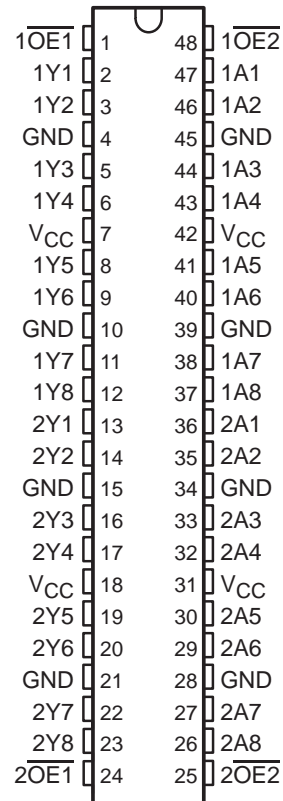 1OE1 1 48 1OE2
1Y1 2 47 1A1
1Y2 3 46 1A2
GND 4 45 GND
1Y3 5 44 1A3
1Y4 6 43 1A4
VCC 7 42 VCC
1Y5 8 41 1A5
1Y6 9 40 1A6
GND 10 39 GND
1Y7 11 38 1A7
1Y8 12 37 1A8
2Y1 13 36 2A1
2Y2 14 35 2A2
GND 15 34 GND
2Y3 16 33 2A3
2Y4 17 32 2A4
VCC 18 31 VCC
2Y5 19 30 2A5
2Y6 20 29 2A6
GND 21 28 GND
2Y7 22 27 2A7
2Y8 23 26 2A8
2OE1 24 25 2OE2